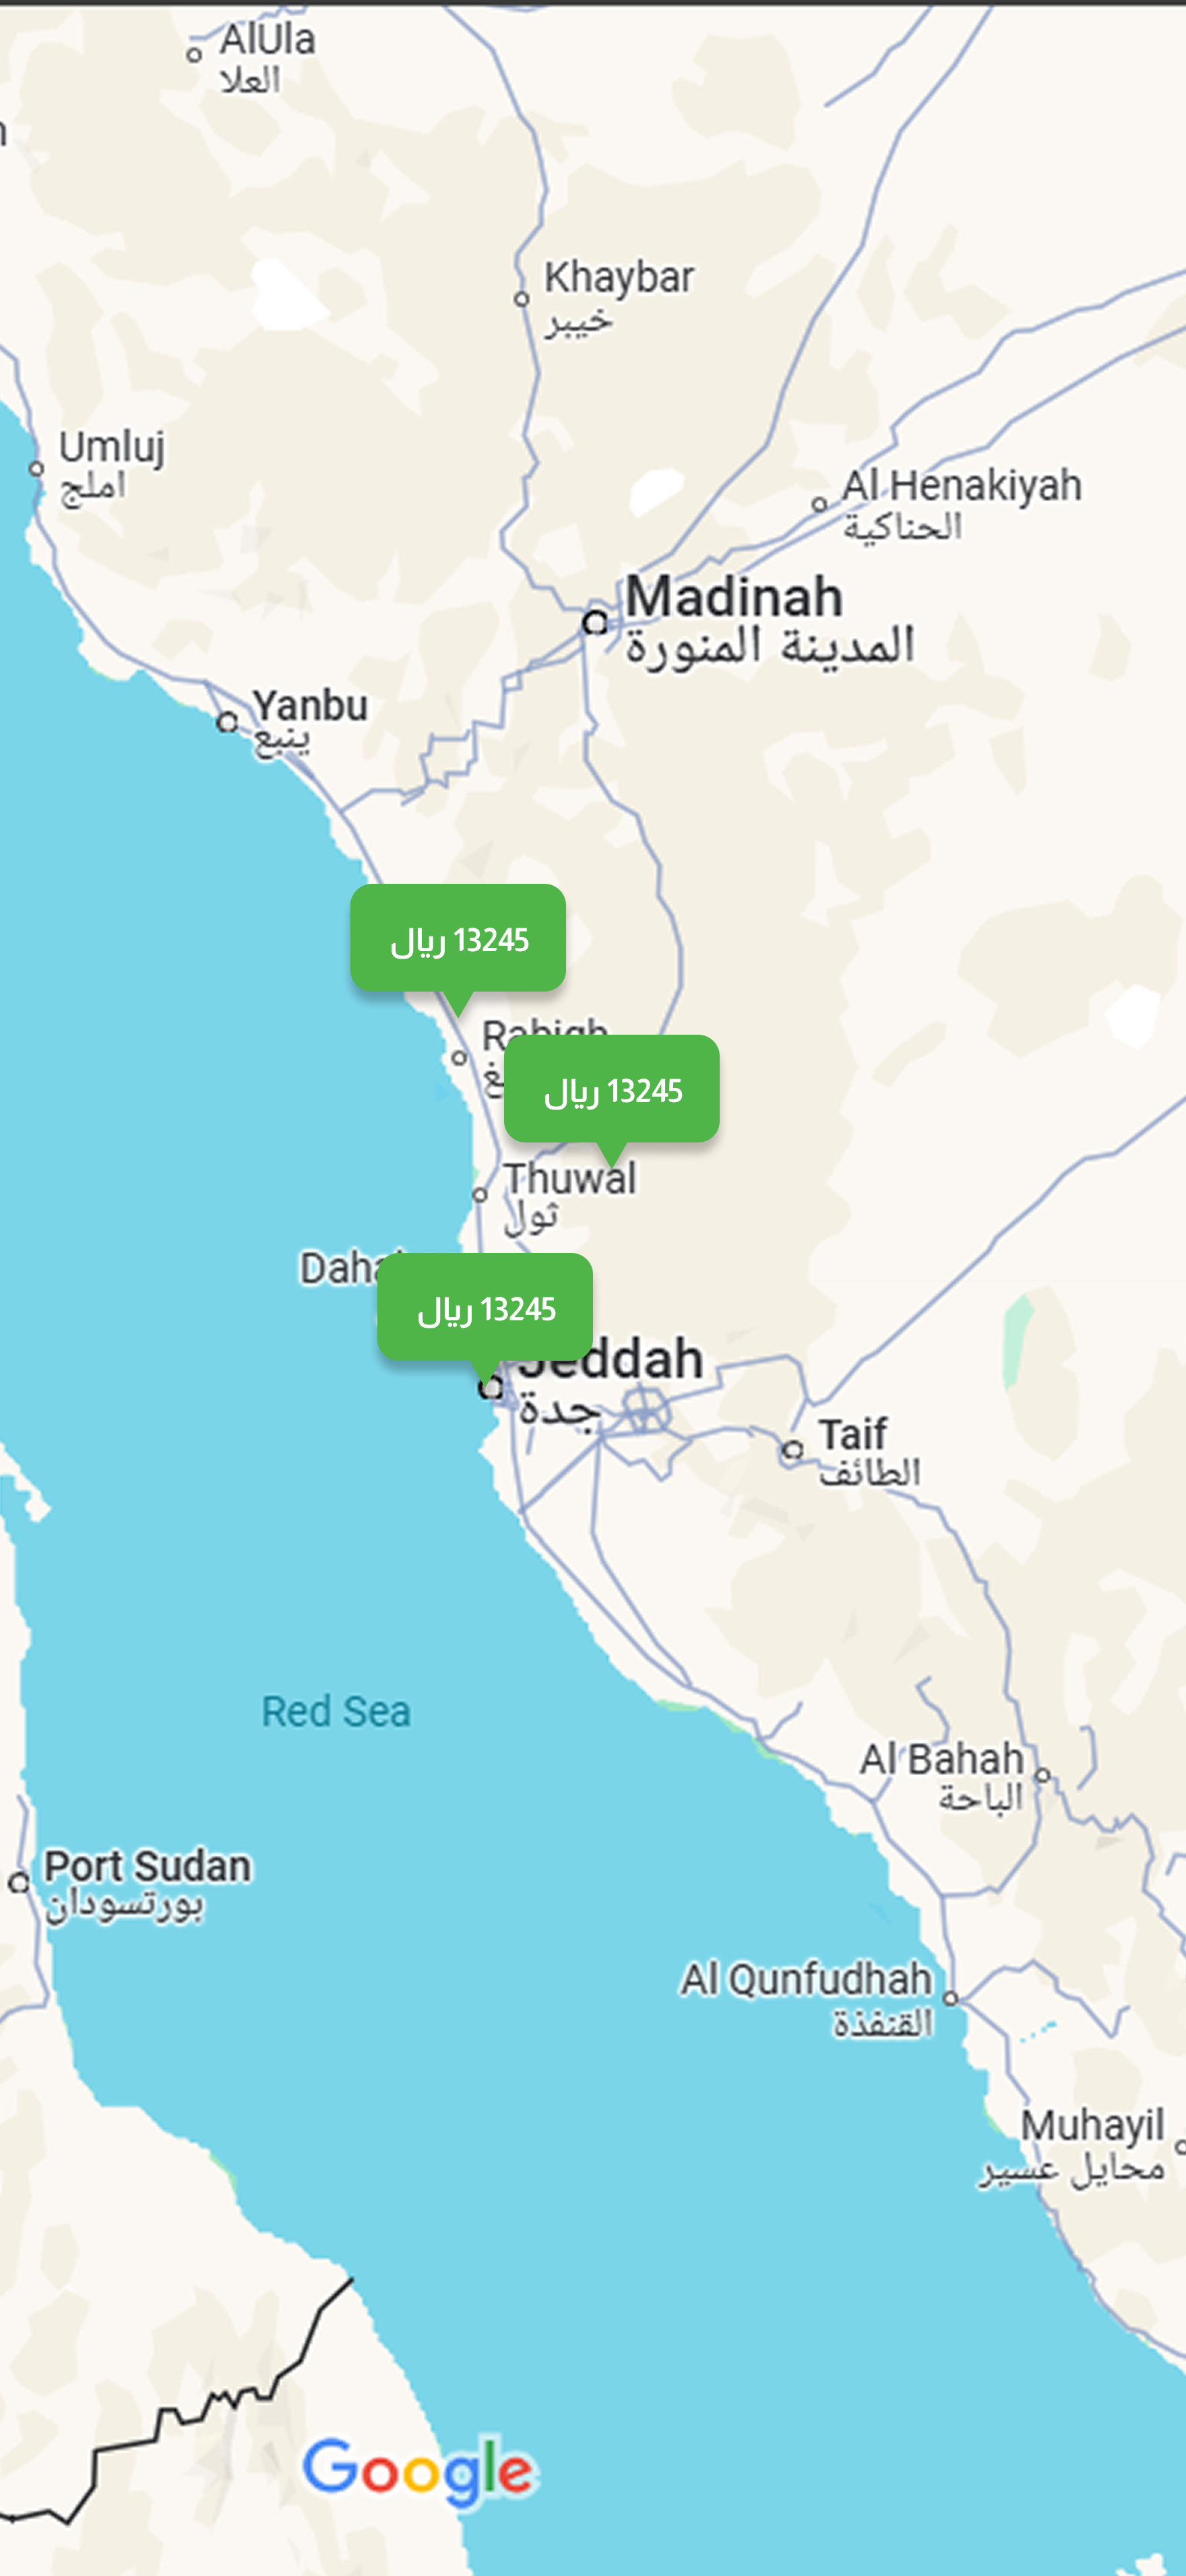 AlUla
العلا
Khaybar
خيبر
Umluj
املج
Al Henakiyah
الحناكية
Madinah
المدينة المنورة
Yanbu
ينبع
13245 ريال
13245 ريال
Thuwal
ثول
13245 ريال
Jeddah
جدة
Taif
الطائف
Red Sea
Al Bahah
الباحة
Port Sudan
بورتسودان
Al Qunfudhah
القنفذة
Muhayil
محايل عسير
Google